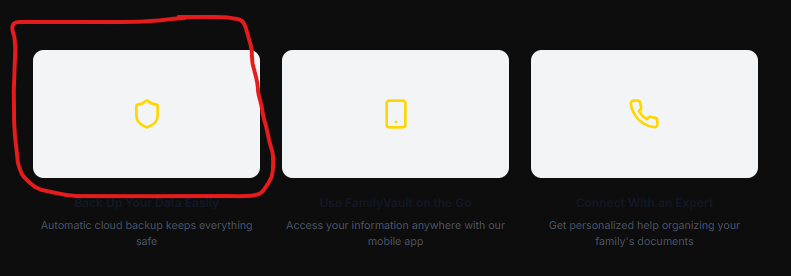 Back Up Your Data Easily
Automatic cloud backup keeps everything
safe
Use FamilyVault on the Go
Access your information anywhere with our
mobile app
Connect With an Expert
Get personalized help organizing your
family's documents